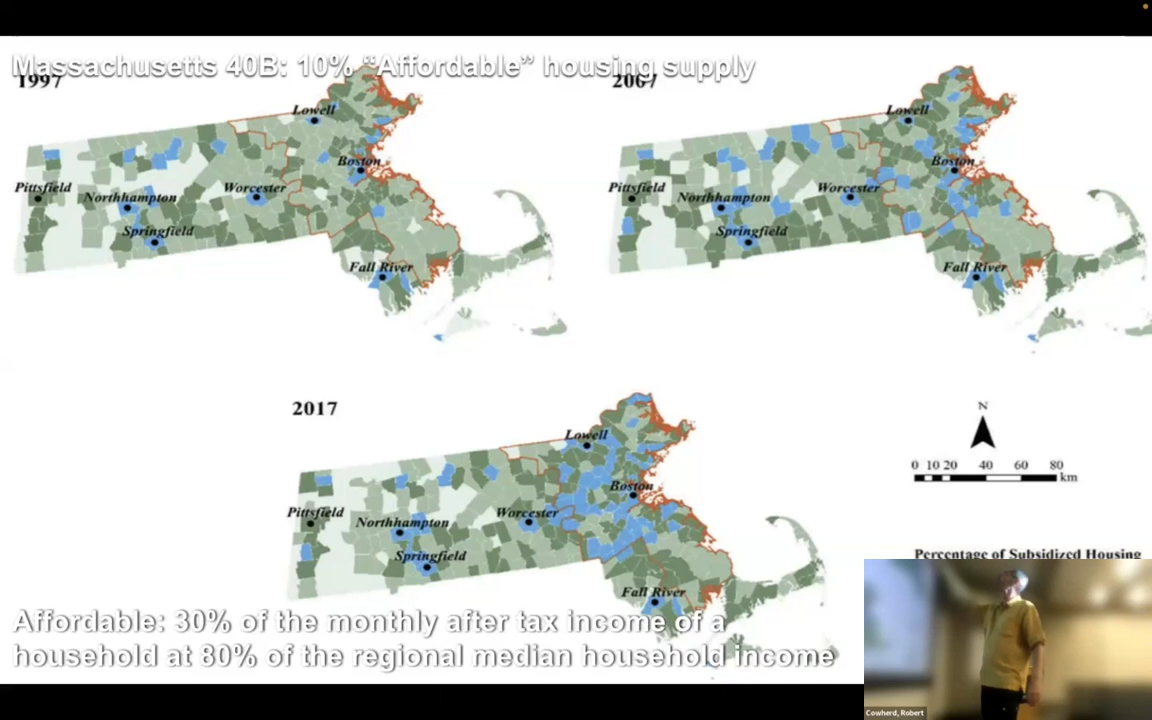 Massachusetts 40B: 10% “Affordable” housing supply
1997
2007
Lowell
Boston
Pittsfield
Northhampton
Worcester
Springfield
Fall River
Lowell
Boston
Pittsfield
Northhampton
Worcester
Springfield
Fall River
2017
Lowell
Boston
Pittsfield
Northhampton
Worcester
Springfield
Fall River
N
0 10 20 40 60 80
km
Percentage of Subsidized Housing
Affordable: 30% of the monthly after tax income of a
household at 80% of the regional median household income
Cowherd, Robert